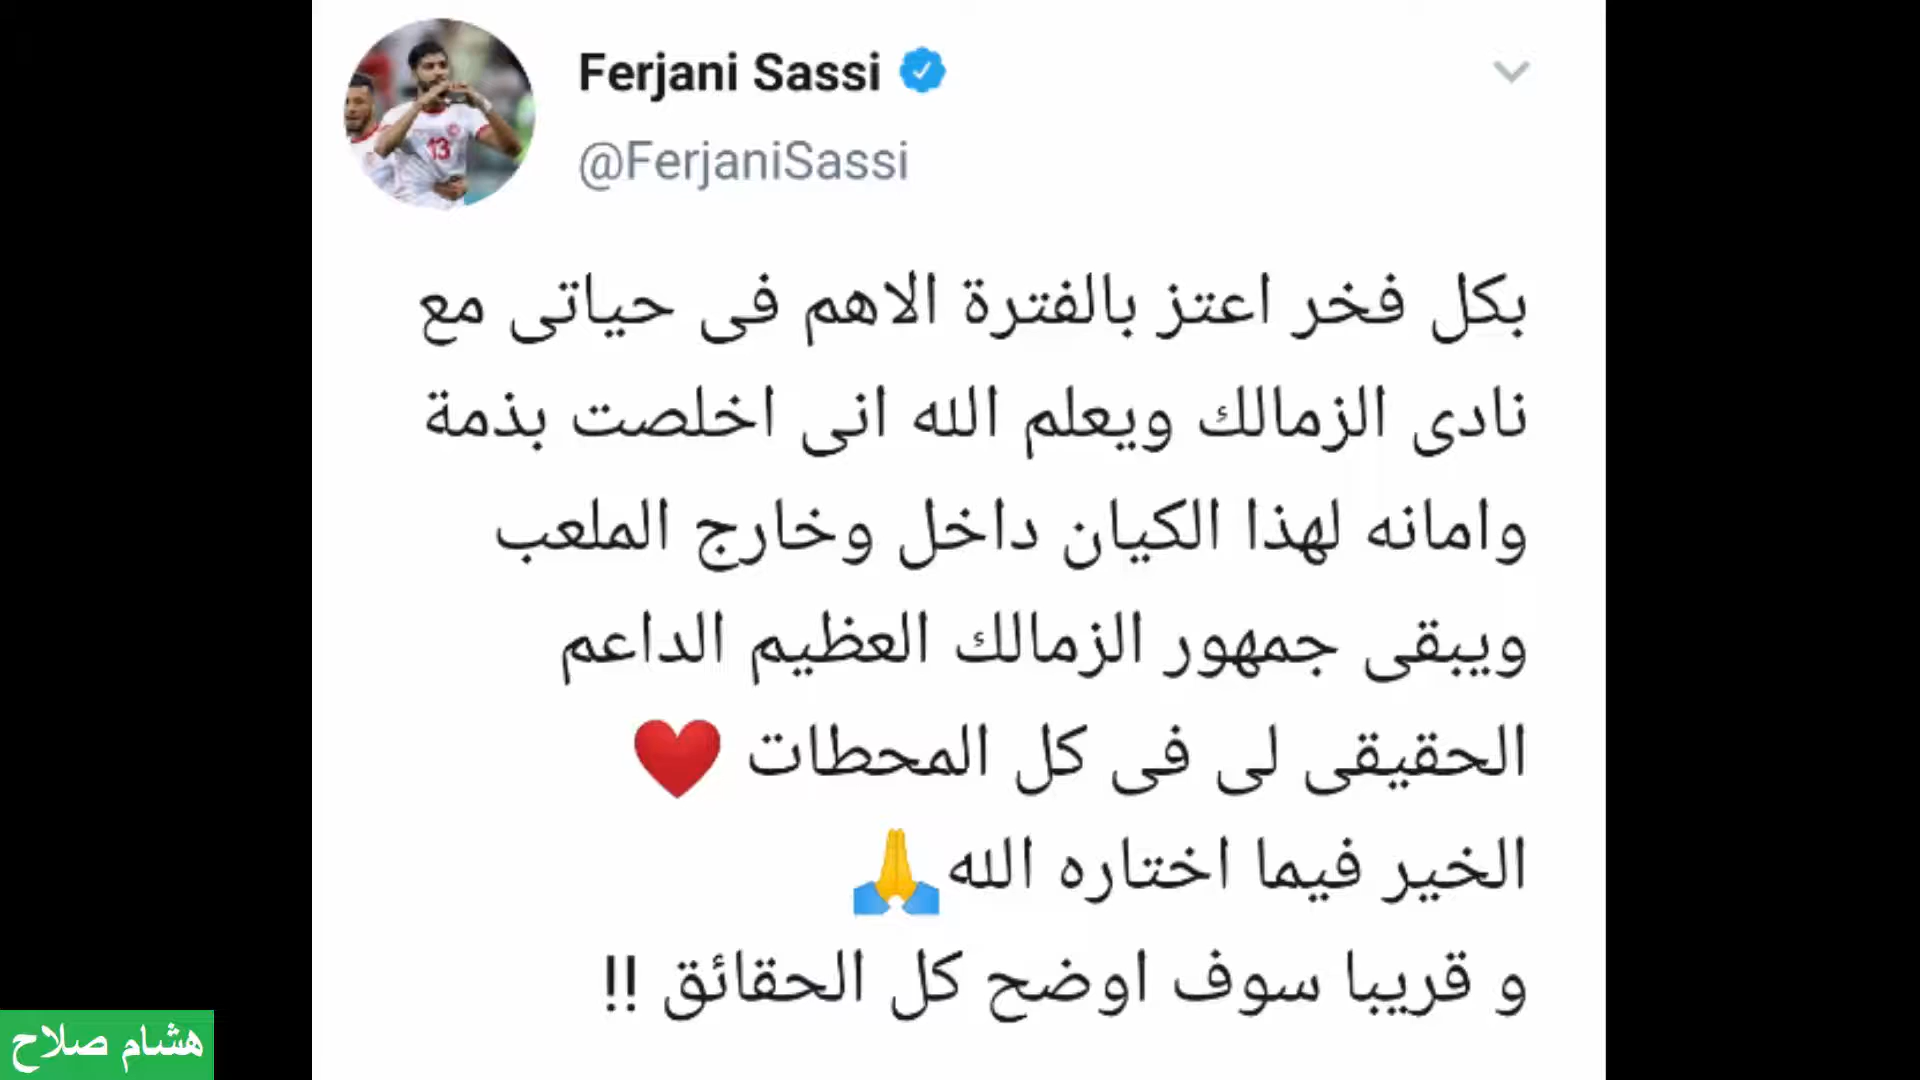 Ferjani Sassi
@FerjaniSassi
13
بكل فخر اعتز بالفترة الاهم فى حياتى مع
نادى الزمالك ويعلم الله انى اخلصت بذمة
وامانه لهذا الكيان داخل وخارج الملعب
ويبقى جمهور الزمالك العظيم الداعم
الحقيقى لى فى كل المحطات ❤️
الخير فيما اختاره الله🙏
و قريبا سوف اوضح كل الحقائق !!
هشام صلاح